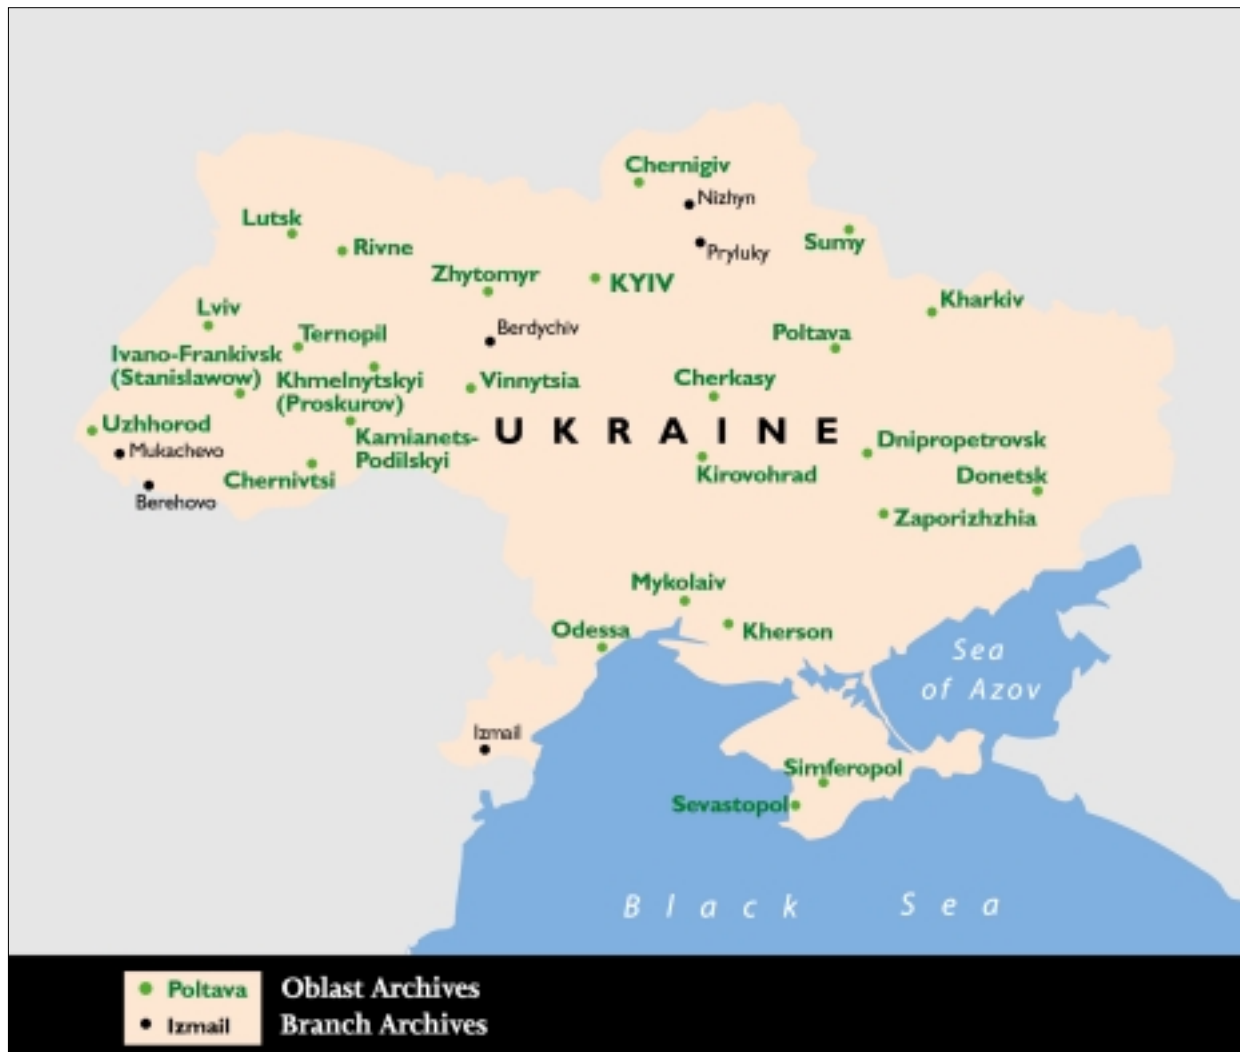 Chernigiv
Nizhyn
Lutsk
Rivne
Sumy
Pryluky
Zhytomyr
KYIV
Kharkiv
Lviv
Ternopil
Berdychiv
Poltava
Ivano-Frankivsk
(Stanislawow)
Khmelnytskyi
(Proskurov)
Vinnytsia
Cherkasy
Uzhhorod
Mukachevo
Kamianets-
Podilskyi
UKRAINE
Dnipropetrovsk
Chernivtsi
Kirovohrad
Donetsk
Berehovo
Zaporizhzhia
Mykolaiv
Odessa
Kherson
Sea
of Azov
Izmail
Simferopol
Sevastopol
Black Sea
Poltava Oblast Archives
Izmail Branch Archives